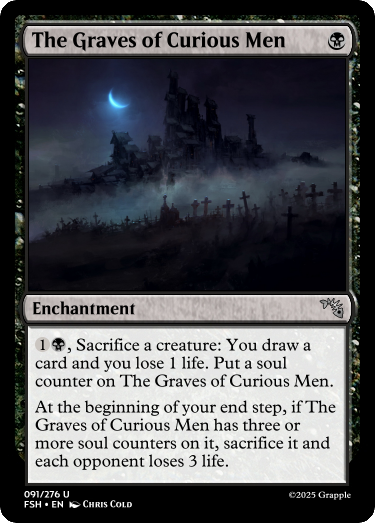 The Graves of Curious Men
1, Sacrifice a creature: You draw a
card and you lose 1 life. Put a soul
counter on The Graves of Curious Men.
At the beginning of your end step, if The
Graves of Curious Men has three or
more soul counters on it, sacrifice it and
each opponent loses 3 life.
Enchantment
091/276 U
FSH • EN Chris Cold
©2025 Grapple